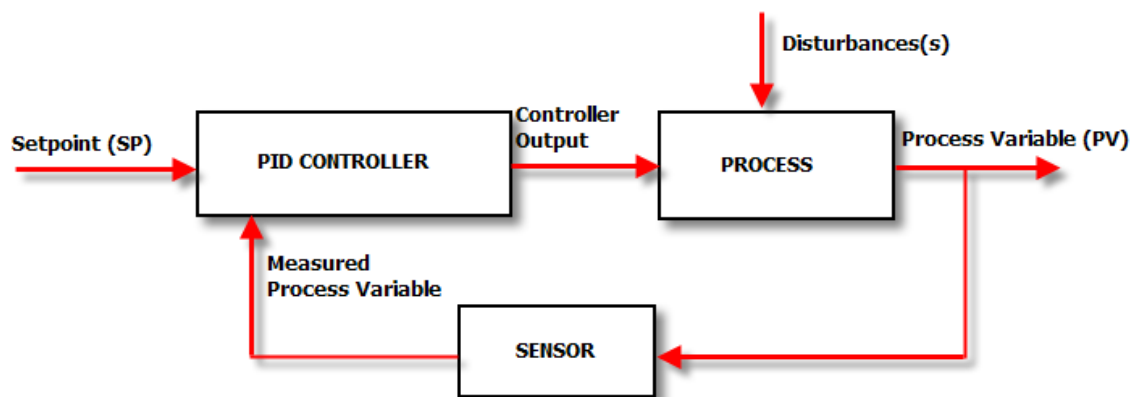 Disturbances(s)
Setpoint (SP)
PID CONTROLLER
Controller
Output
PROCESS
Process Variable (PV)
Measured
Process Variable
SENSOR